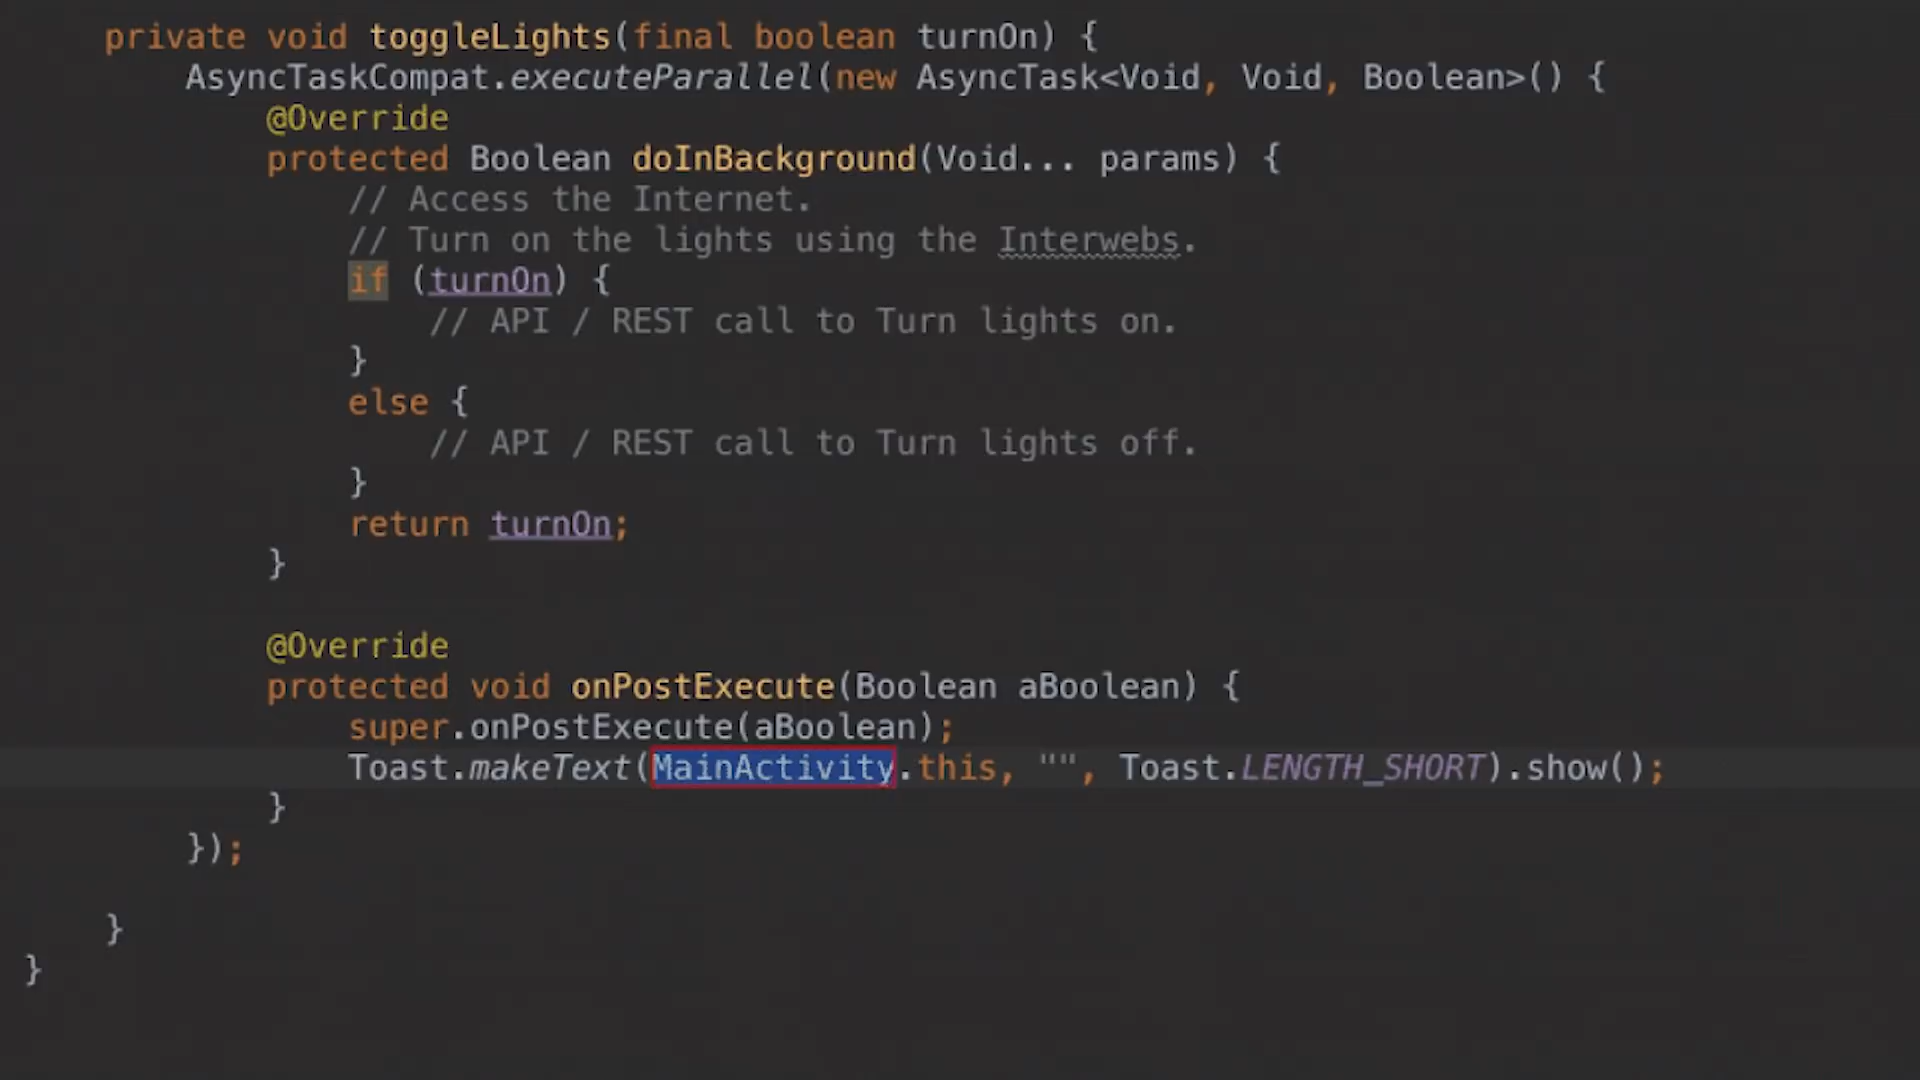 private void toggleLights(final boolean turnOn) {
AsyncTaskCompat.executeParallel(new AsyncTask<Void, Void, Boolean>() {
@Override
protected Boolean doInBackground(Void... params) {
// Access the Internet.
// Turn on the lights using the Interwebs.
if (turnOn) {
// API / REST call to Turn lights on.
}
else {
// API / REST call to Turn lights off.
}
return turnOn;
}
@Override
protected void onPostExecute(Boolean aBoolean) {
super.onPostExecute(aBoolean);
Toast.makeText(MainActivity.this, "", Toast.LENGTH_SHORT).show();
}
});
}
}